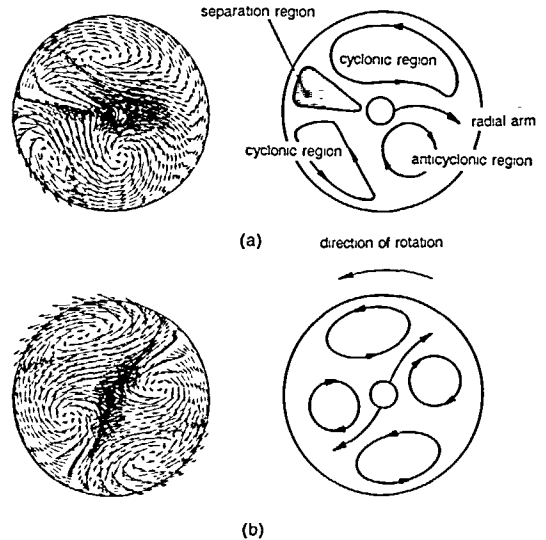 separation region
cyclonic region
radial arm
cyclonic region
anticyclonic region
(a)
direction of rotation
(b)